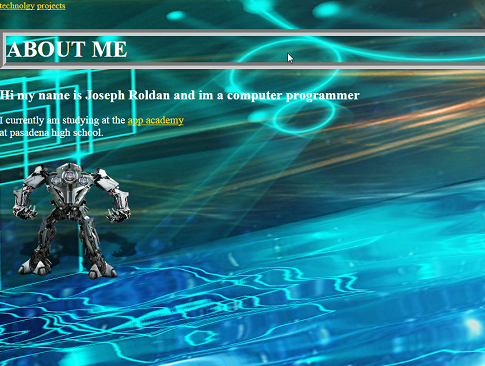 technolgy projects
ABOUT ME
Hi my name is Joseph Roldan and im a computer programmer
I currently am studying at the app academy
at pasadena high school.